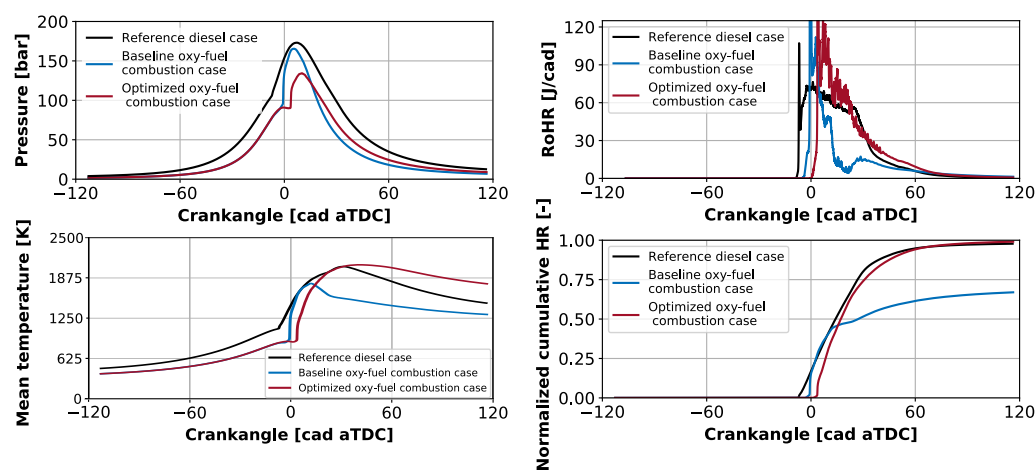 Pressure [bar]
200
150
100
50
0
Reference diesel case
Baseline oxy-fuel
combustion case
Optimized oxy-fuel
combustion case
−120
−60
0
60
120
Crankangle [cad aTDC]
RoHR [J/cad]
120
90
60
30
0
Reference diesel case
Baseline oxy-fuel
combustion case
Optimized oxy-fuel
combustion case
−120
−60
0
60
120
Crankangle [cad aTDC]
Mean temperature [K]
2500
1875
1250
625
0
Reference diesel case
Baseline oxy-fuel combustion case
Optimized oxy-fuel combustion case
−120
−60
0
60
120
Crankangle [cad aTDC]
Normalized cumulative HR [-]
1.00
0.75
0.50
0.25
0.00
Reference diesel case
Baseline oxy-fuel
combustion case
Optimized oxy-fuel
combustion case
−120
−60
0
60
120
Crankangle [cad aTDC]